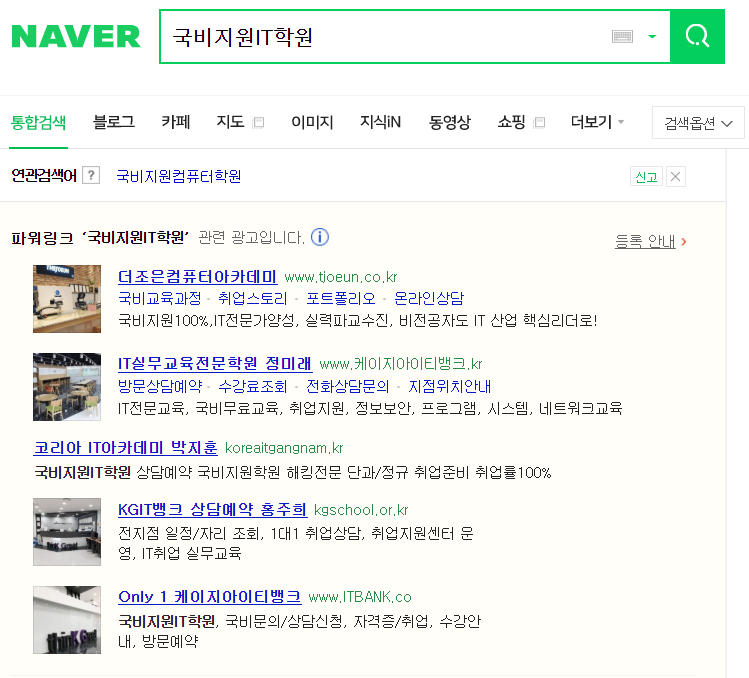 NAVER
국비지원IT학원
통합검색 블로그 카페 지도 이미지 지식iN 동영상 쇼핑 더보기 검색옵션
연관검색어 ? 국비지원컴퓨터학원 신고
파워링크 '국비지원IT학원' 관련 광고입니다. 등록 안내
더조은컴퓨터아카데미 www.tjoeun.co.kr
국비교육과정 · 취업스토리 · 포트폴리오 · 온라인상담
국비지원100%,IT전문가양성, 실력파교수진, 비전공자도 IT 산업 핵심리더로!
IT실무교육전문학원 정미래 www.케이지아이티뱅크.kr
방문상담예약 · 수강료조회 · 전화상담문의 · 지점위치안내
IT전문교육, 국비무료교육, 취업지원, 정보보안, 프로그램, 시스템, 네트워크교육
코리아 IT아카데미 박지훈 koreaitgangnam.kr
국비지원IT학원 상담예약 국비지원학원 해킹전문 단과/정규 취업준비 취업률100%
KGIT뱅크 상담예약 홍주희 kgschool.or.kr
전지점 일정/자리 조회, 1대1 취업상담, 취업지원센터 운
영, IT취업 실무교육
Only 1 케이지아이티뱅크 www.ITBANK.co
국비지원IT학원, 국비문의/상담신청, 자격증/취업, 수강안
내, 방문예약